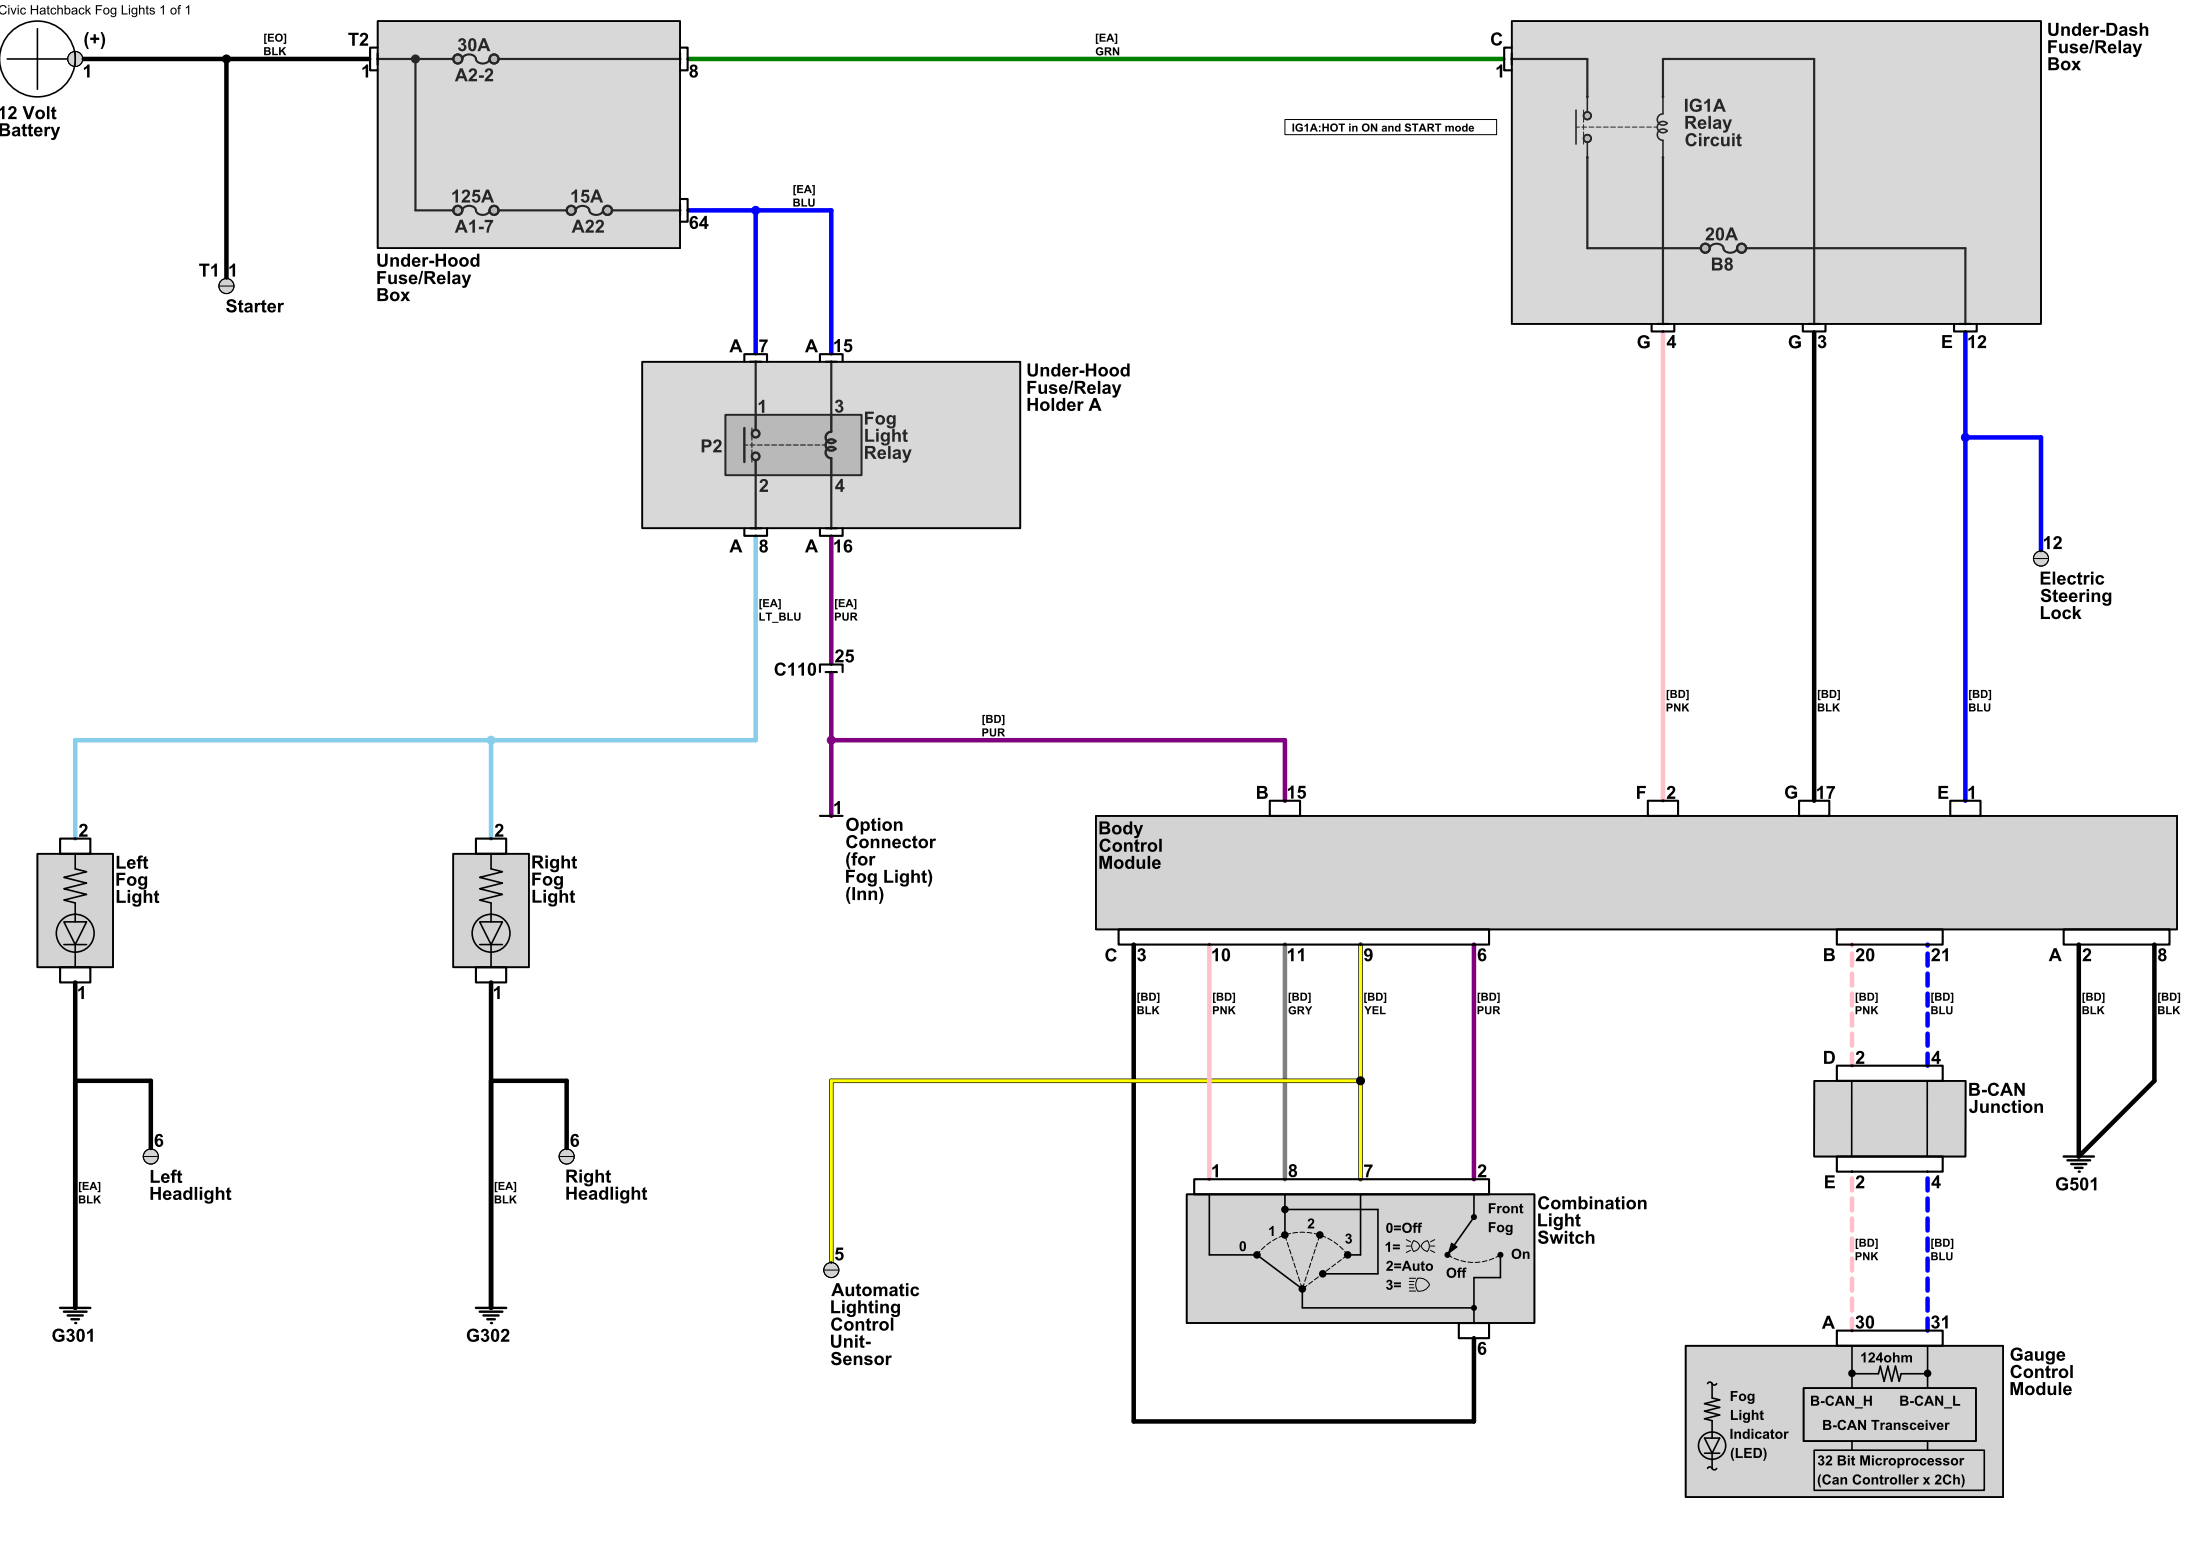 Civic Hatchback Fog Lights 1 of 1
(+)
1
12 Volt
Battery
[EO]
BLK
T2
1
T1
1
Starter
30A
A2-2
125A
A1-7
15A
A22
8
64
Under-Hood
Fuse/Relay
Box
[EA]
GRN
[EA]
BLU
C
1
IG1A:HOT in ON and START mode
IG1A
Relay
Circuit
20A
B8
Under-Dash
Fuse/Relay
Box
G 4
G 3
E 12
A 7
A 15
Under-Hood
Fuse/Relay
Holder A
1
3
P2
Fog
Light
Relay
2
4
A 8
A 16
12
Electric
Steering
Lock
[EA]
LT_BLU
[EA]
PUR
C110
25
[BD]
PUR
[BD]
PNK
[BD]
BLK
[BD]
BLU
1
Option
Connector
(for
Fog Light)
(Inn)
B 15
F 2
G 17
E 1
Body
Control
Module
2
Left
Fog
Light
1
2
Right
Fog
Light
1
C 3
10
11
9
6
B 20
21
A 2
8
[BD]
BLK
[BD]
PNK
[BD]
GRY
[BD]
YEL
[BD]
PUR
[BD]
PNK
[BD]
BLU
[BD]
BLK
[BD]
BLK
D 2
4
B-CAN
Junction
E 2
4
G501
6
Left
Headlight
[EA]
BLK
G301
6
Right
Headlight
[EA]
BLK
G302
5
Automatic
Lighting
Control
Unit-
Sensor
1
8
7
2
Combination
Light
Switch
0
1
2
3
0=Off
1=
2=Auto
3=
Front
Fog
Off
On
6
[BD]
PNK
[BD]
BLU
A 30
31
Gauge
Control
Module
124ohm
B-CAN_H
B-CAN_L
B-CAN Transceiver
32 Bit Microprocessor
(Can Controller x 2Ch)
Fog
Light
Indicator
(LED)